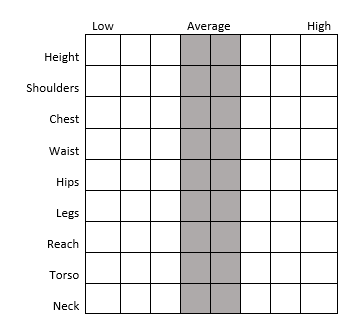 Low Average High
Height
Shoulders
Chest
Waist
Hips
Legs
Reach
Torso
Neck